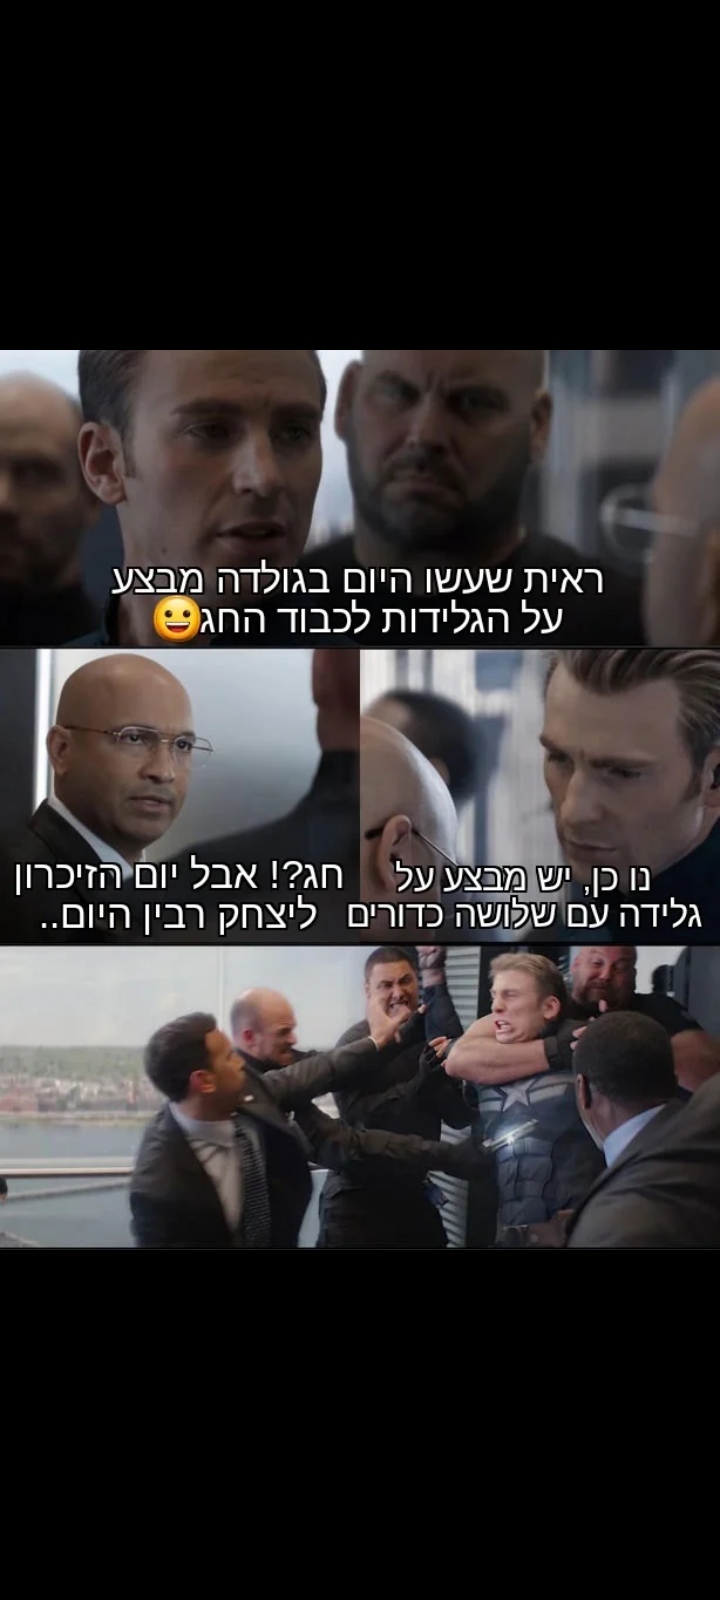 ראית שעשו היום בגולדה מבצע
על הגלידות לכבוד החג😀
נו כן, יש מבצע על
גלידה עם שלושה כדורים
חג?! אבל יום הזיכרון
ליצחק רבין היום..